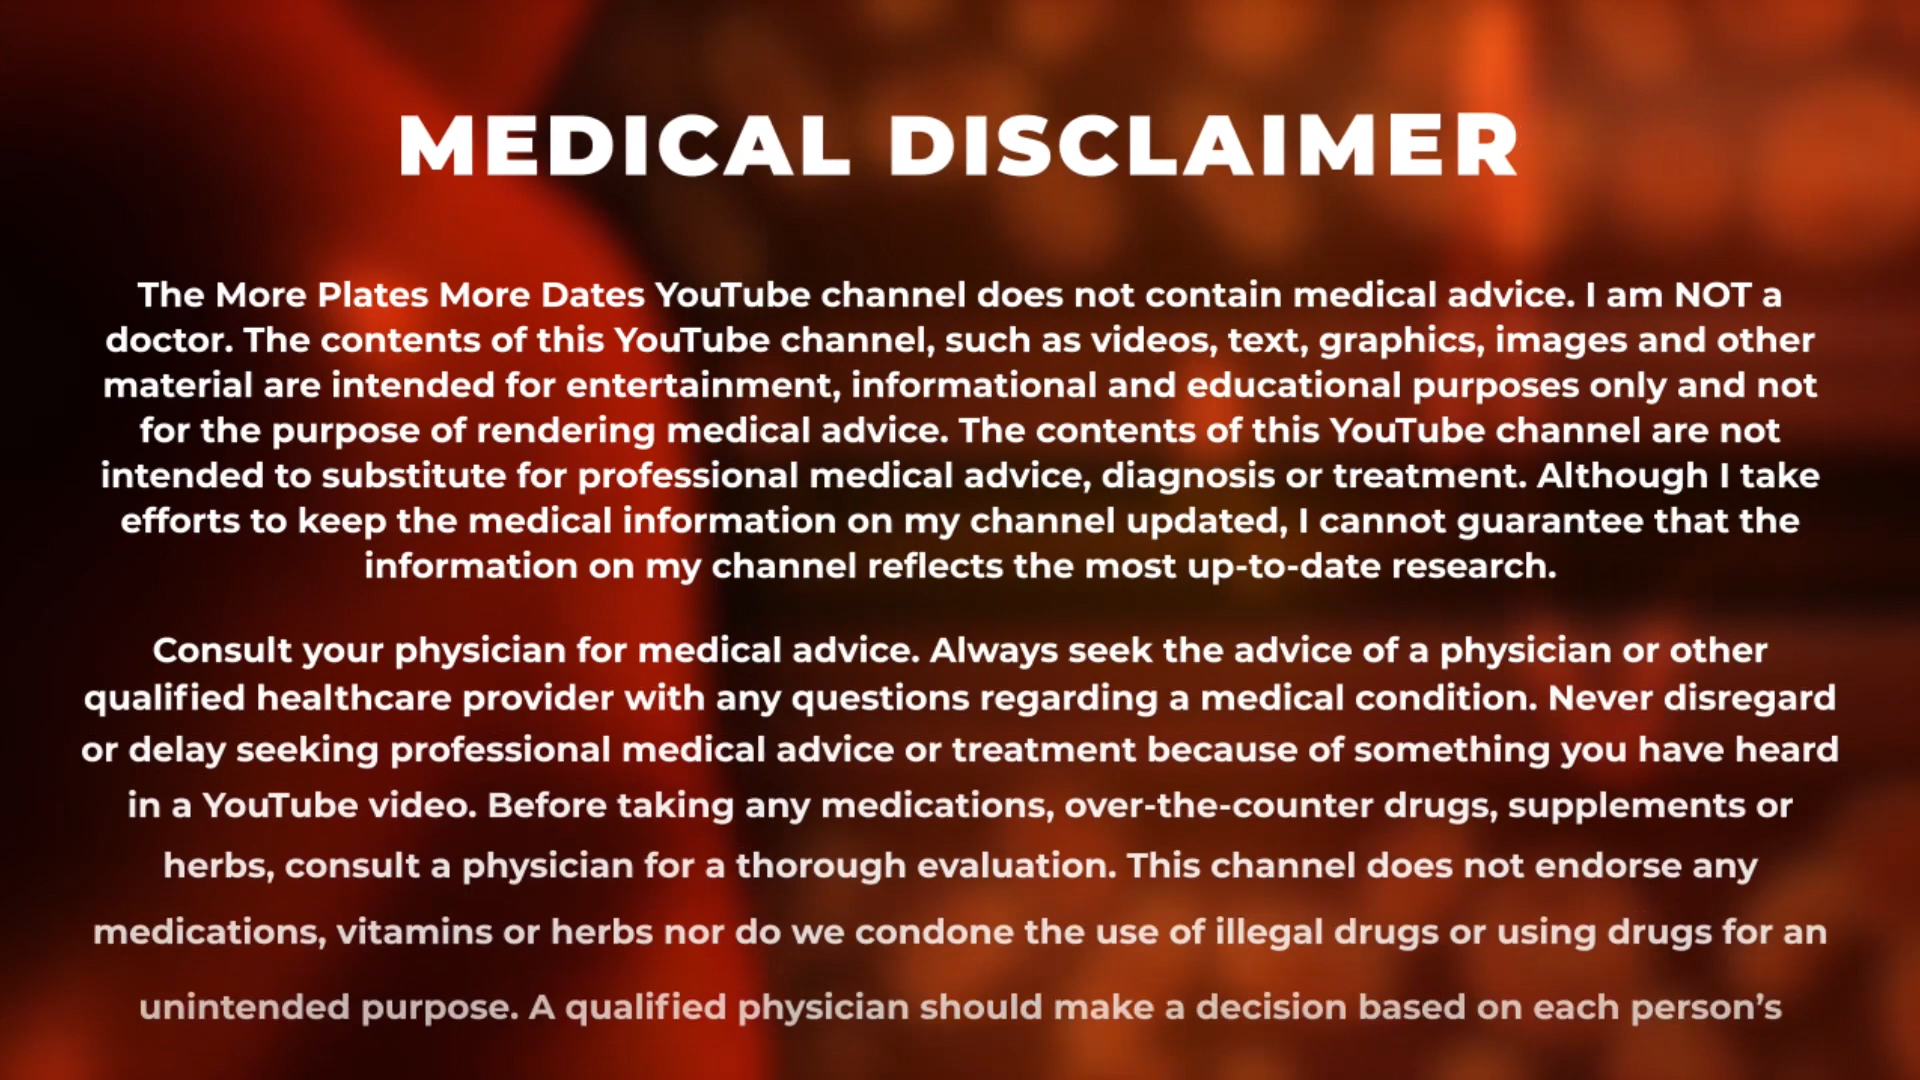 MEDICAL DISCLAIMER
The More Plates More Dates YouTube channel does not contain medical advice. I am NOT a
doctor. The contents of this YouTube channel, such as videos, text, graphics, images and other
material are intended for entertainment, informational and educational purposes only and not
for the purpose of rendering medical advice. The contents of this YouTube channel are not
intended to substitute for professional medical advice, diagnosis or treatment. Although I take
efforts to keep the medical information on my channel updated, I cannot guarantee that the
information on my channel reflects the most up-to-date research.
Consult your physician for medical advice. Always seek the advice of a physician or other
qualified healthcare provider with any questions regarding a medical condition. Never disregard
or delay seeking professional medical advice or treatment because of something you have heard
in a YouTube video. Before taking any medications, over-the-counter drugs, supplements or
herbs, consult a physician for a thorough evaluation. This channel does not endorse any
medications, vitamins or herbs nor do we condone the use of illegal drugs or using drugs for an
unintended purpose. A qualified physician should make a decision based on each person’s